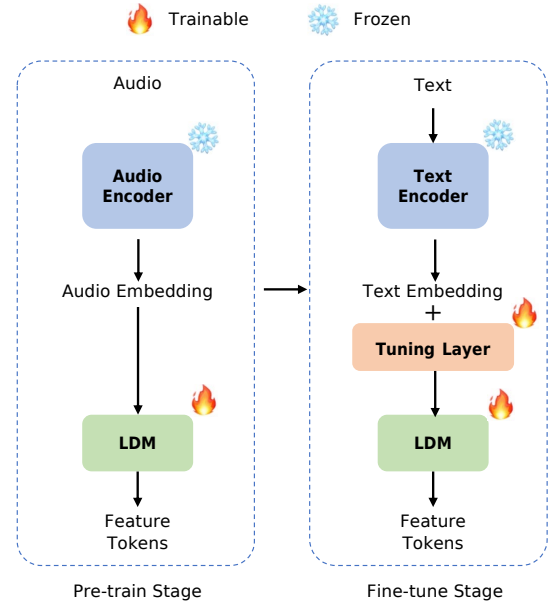 Trainable
Frozen
Audio
Audio
Encoder
Audio Embedding
LDM
Feature
Tokens
Pre-train Stage
Text
Text
Encoder
Text Embedding
+
Tuning Layer
LDM
Feature
Tokens
Fine-tune Stage